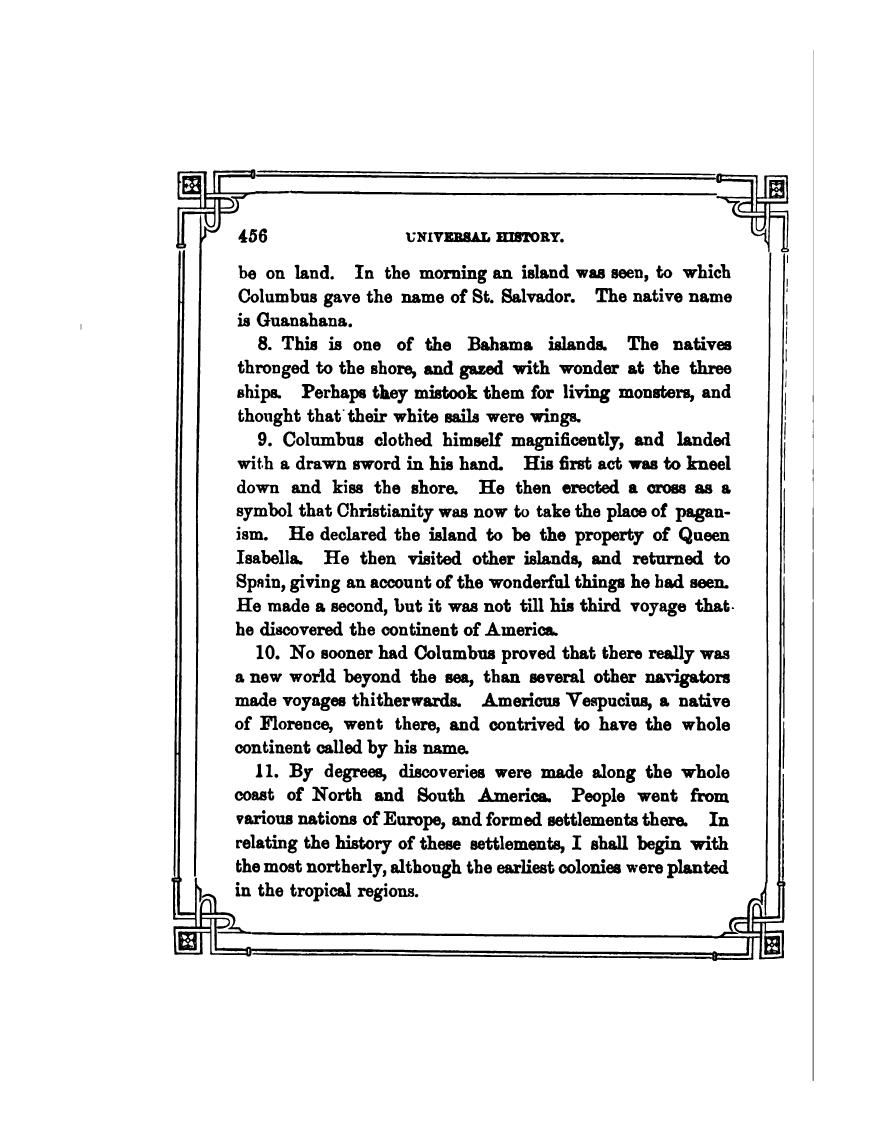 456 UNIVERSAL HISTORY.
be on land. In the morning an island was seen, to which
Columbus gave the name of St. Salvador. The native name
is Guanahana.
8. This is one of the Bahama islands. The natives
thronged to the shore, and gazed with wonder at the three
ships. Perhaps they mistook them for living monsters, and
thought that their white sails were wings.
9. Columbus clothed himself magnificently, and landed
with a drawn sword in his hand. His first act was to kneel
down and kiss the shore. He then erected a cross as a
symbol that Christianity was now to take the place of pagan-
ism. He declared the island to be the property of Queen
Isabella. He then visited other islands, and returned to
Spain, giving an account of the wonderful things he had seen.
He made a second, but it was not till his third voyage that
he discovered the continent of America.
10. No sooner had Columbus proved that there really was
a new world beyond the sea, than several other navigators
made voyages thitherwards. Americus Vespucius, a native
of Florence, went there, and contrived to have the whole
continent called by his name.
11. By degrees, discoveries were made along the whole
coast of North and South America. People went from
various nations of Europe, and formed settlements there. In
relating the history of these settlements, I shall begin with
the most northerly, although the earliest colonies were planted
in the tropical regions.